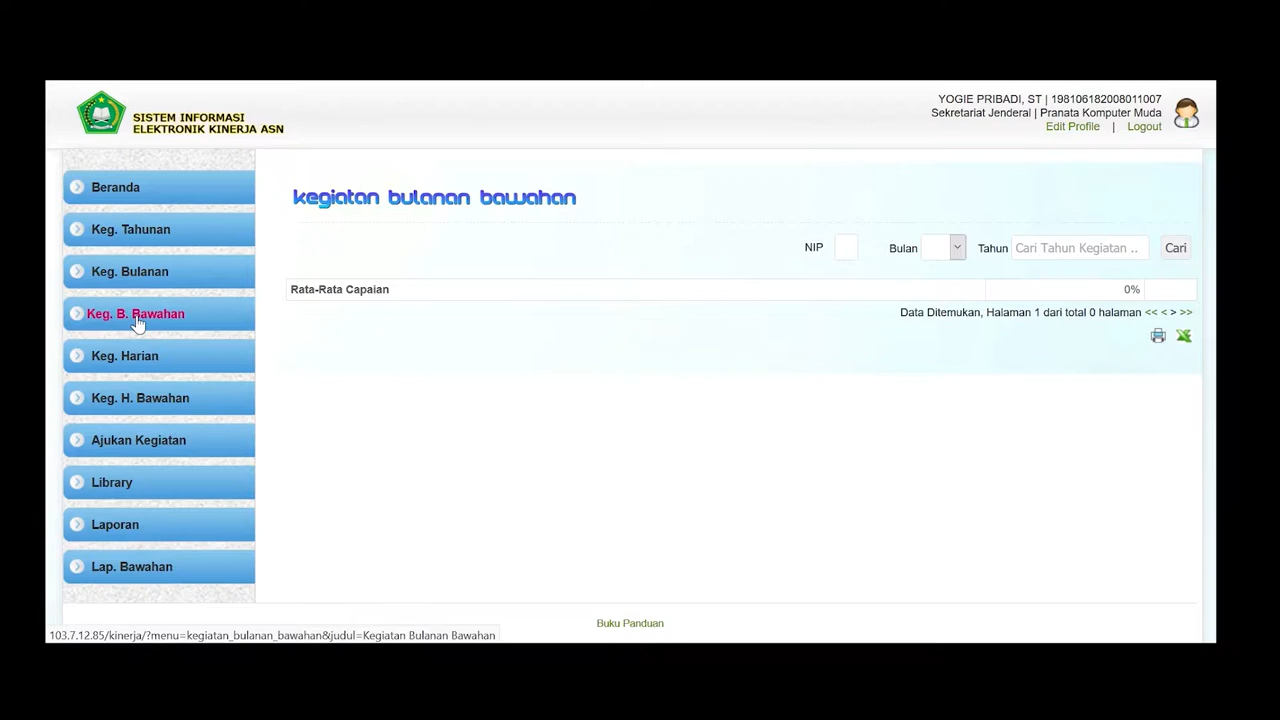 SISTEM INFORMASI
ELEKTRONIK KINERJA ASN
YOGIE PRIBADI, ST | 198106182008011007
Sekretariat Jenderal | Pranata Komputer Muda
Edit Profile | Logout
Beranda
Keg. Tahunan
Keg. Bulanan
Keg. B. Bawahan
Keg. Harian
Keg. H. Bawahan
Ajukan Kegiatan
Library
Laporan
Lap. Bawahan
kegiatan bulanan bawahan
NIP Bulan Tahun Cari Tahun Kegiatan .. Cari
Rata-Rata Capaian 0%
Data Ditemukan, Halaman 1 dari total 0 halaman << < > >>
Buku Panduan
103.7.12.85/kinerja/?menu=kegiatan_bulanan_bawahan&judul=Kegiatan Bulanan Bawahan